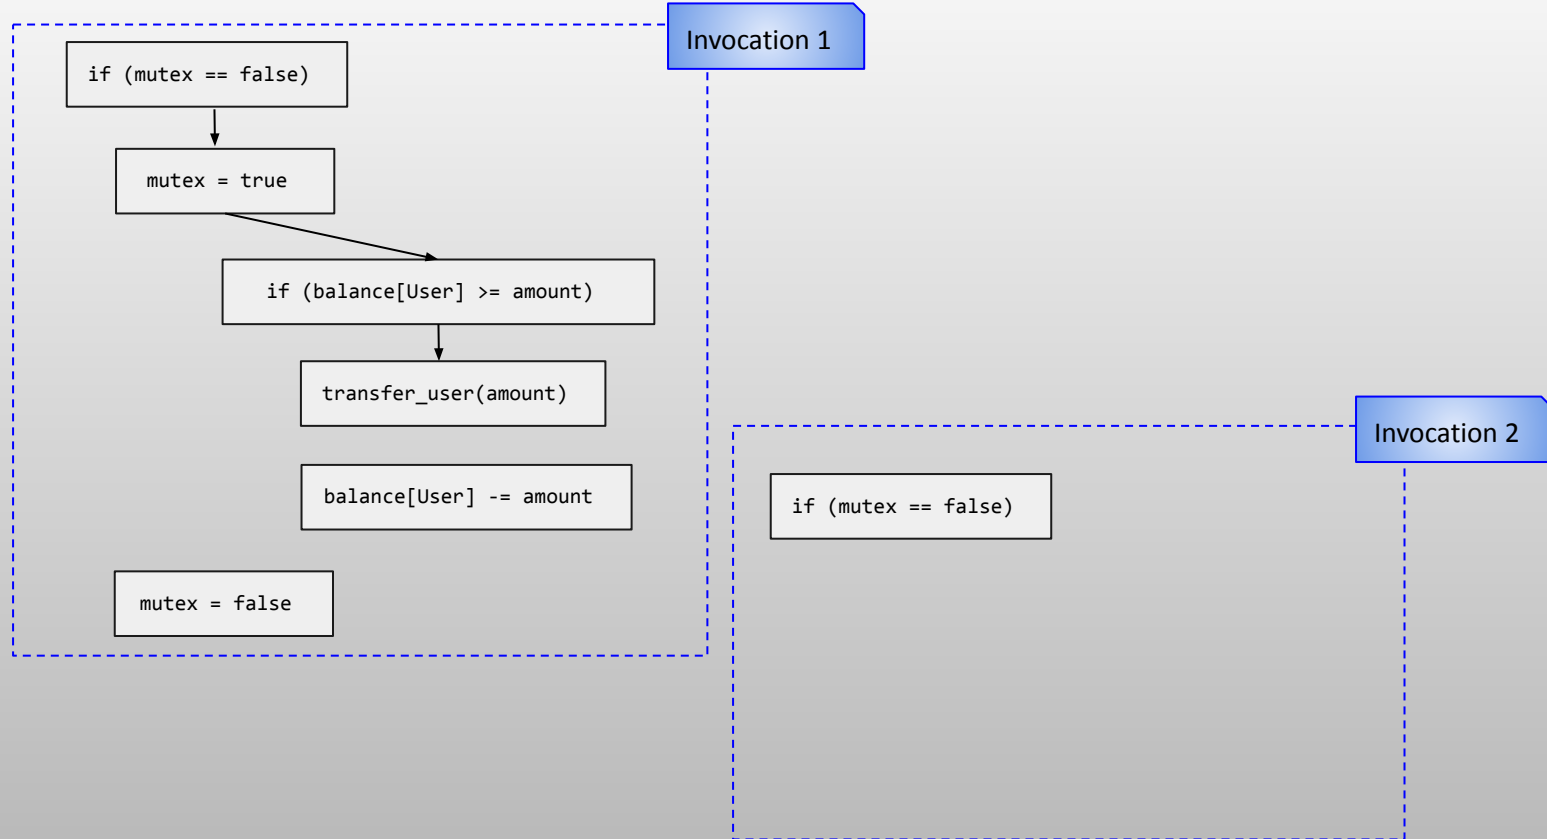 Invocation 1
if (mutex == false)
mutex = true
if (balance[User] >= amount)
transfer_user(amount)
balance[User] -= amount
mutex = false
Invocation 2
if (mutex == false)